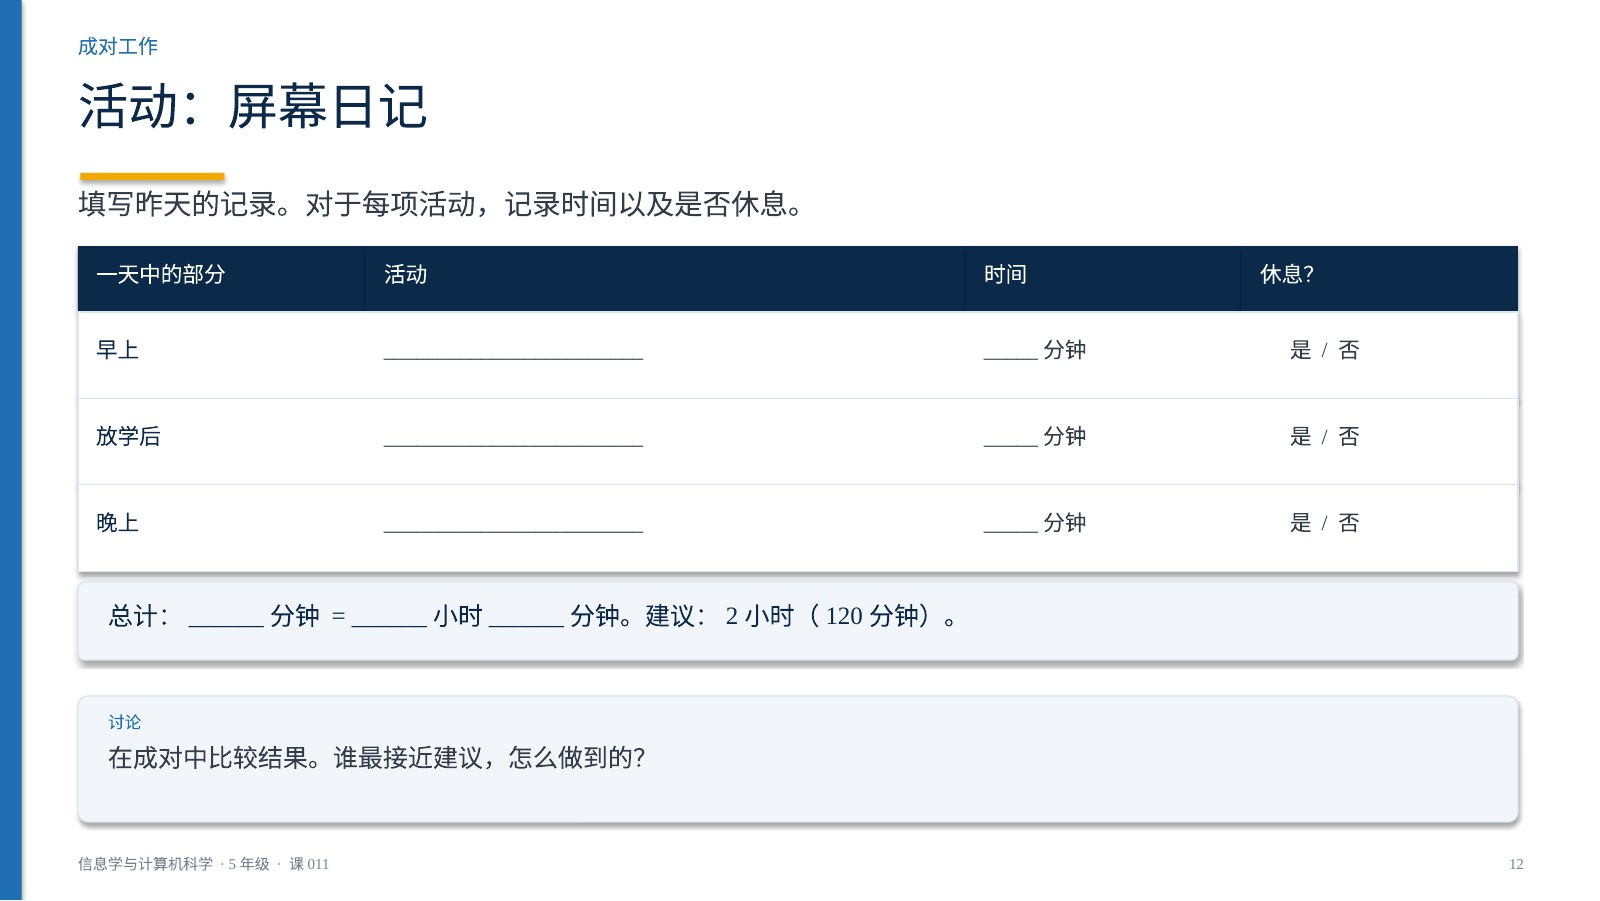 成对工作
活动：屏幕日记
填写昨天的记录。对于每项活动，记录时间以及是否休息。
一天中的部分 活动 时间 休息？
早上 ________________________ _____ 分钟 是 / 否
放学后 ________________________ _____ 分钟 是 / 否
晚上 ________________________ _____ 分钟 是 / 否
总计： ______ 分钟 = ______ 小时 ______ 分钟。建议： 2 小时（ 120 分钟）。
讨论
在成对中比较结果。谁最接近建议，怎么做到的？
信息学与计算机科学 · 5 年级 · 课 011
12